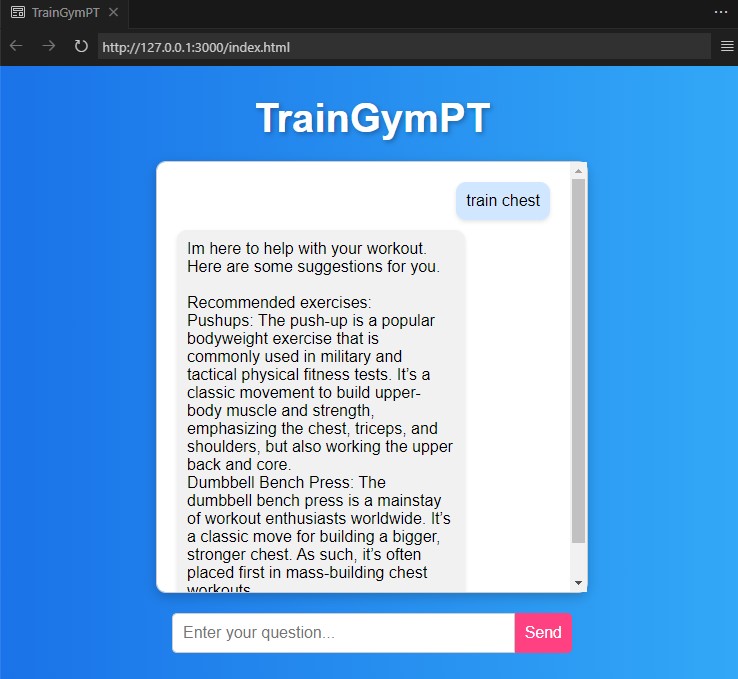 TrainGymPT
http://127.0.0.1:3000/index.html
TrainGymPT
train chest
Im here to help with your workout.
Here are some suggestions for you.
Recommended exercises:
Pushups: The push-up is a popular
bodyweight exercise that is
commonly used in military and
tactical physical fitness tests. It’s a
classic movement to build upper-
body muscle and strength,
emphasizing the chest, triceps, and
shoulders, but also working the upper
back and core.
Dumbbell Bench Press: The
dumbbell bench press is a mainstay
of workout enthusiasts worldwide. It’s
a classic move for building a bigger,
stronger chest. As such, it’s often
placed first in mass-building chest
workouts.
Enter your question...
Send